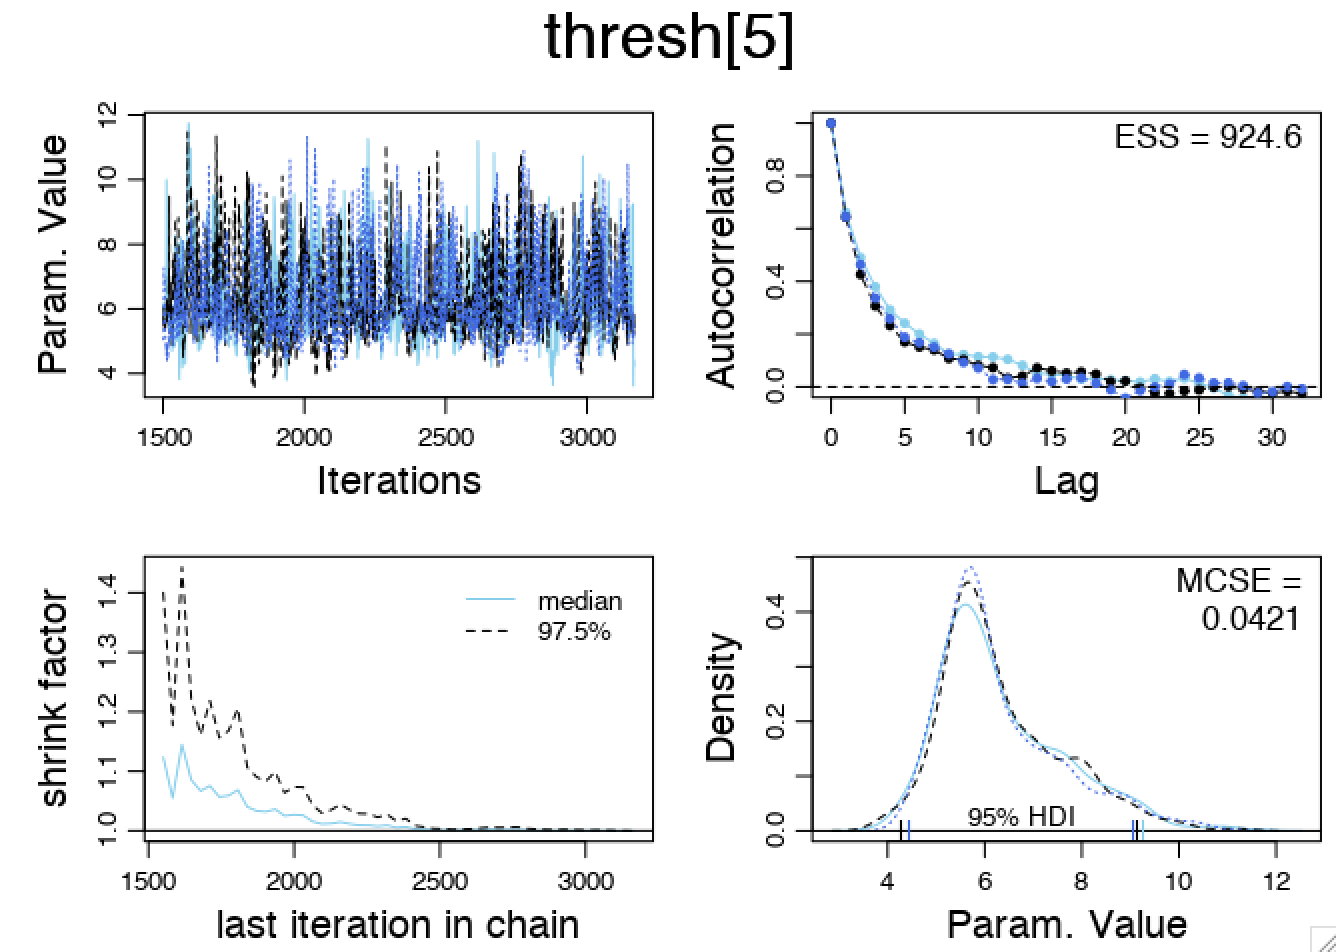 thresh[5]
Param. Value
12
10
8
6
4
1500 2000 2500 3000
Iterations
Autocorrelation
0.8
0.4
0.0
ESS = 924.6
0 5 10 15 20 25 30
Lag
shrink factor
1.4
1.3
1.2
1.1
1.0
median
97.5%
1500 2000 2500 3000
last iteration in chain
Density
0.4
0.2
0.0
MCSE =
0.0421
95% HDI
4 6 8 10 12
Param. Value